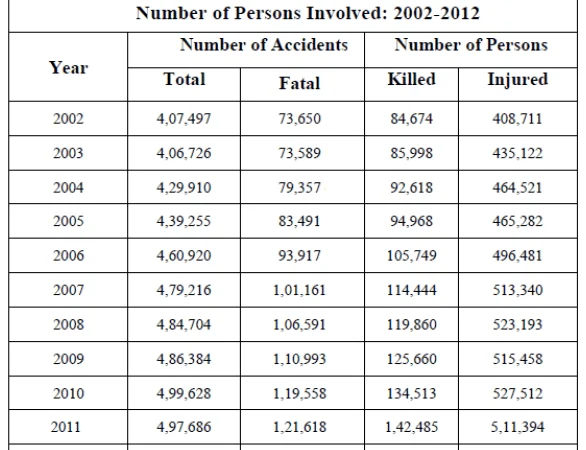 Number of Persons Involved: 2002-2012
Year Number of Accidents Number of Persons
Total Fatal Killed Injured
2002 4,07,497 73,650 84,674 408,711
2003 4,06,726 73,589 85,998 435,122
2004 4,29,910 79,357 92,618 464,521
2005 4,39,255 83,491 94,968 465,282
2006 4,60,920 93,917 105,749 496,481
2007 4,79,216 1,01,161 114,444 513,340
2008 4,84,704 1,06,591 119,860 523,193
2009 4,86,384 1,10,993 125,660 515,458
2010 4,99,628 1,19,558 134,513 527,512
2011 4,97,686 1,21,618 1,42,485 5,11,394